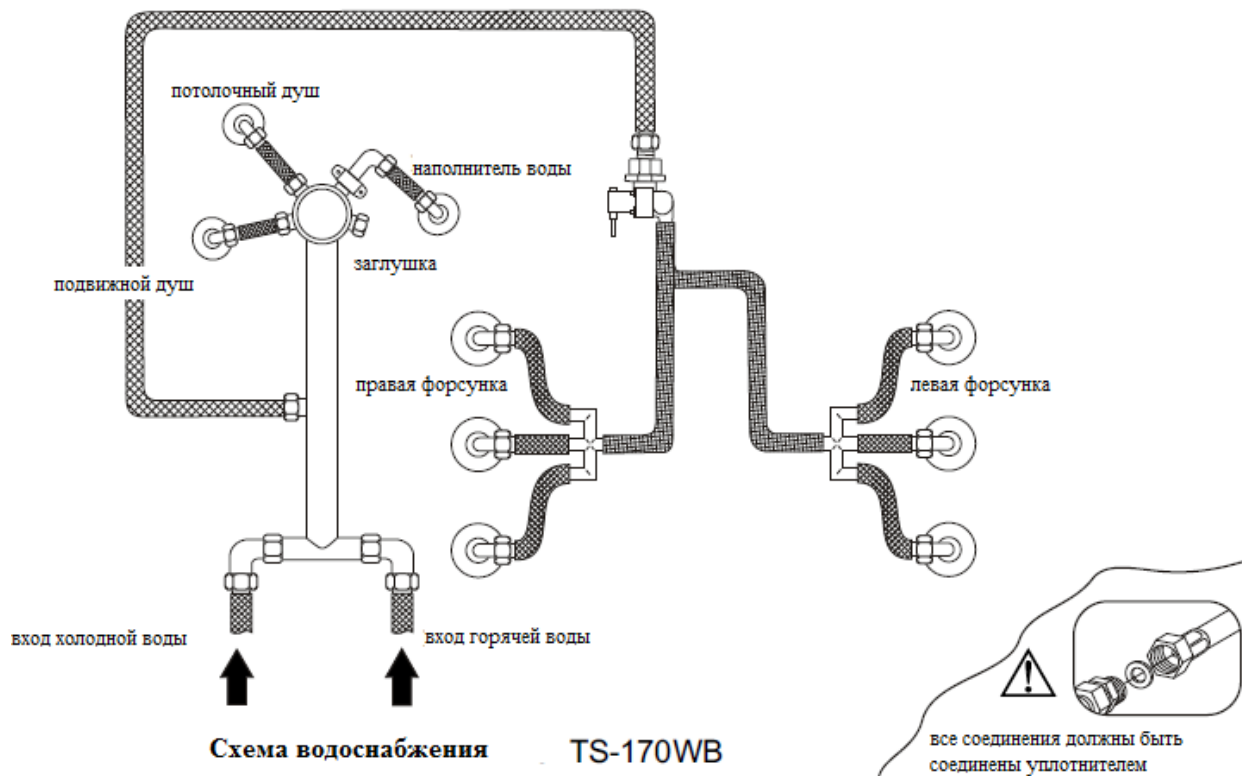 потолочный душ
наполнитель воды
заглушка
подвижной душ
правая форсунка
левая форсунка
вход холодной воды
вход горячей воды
Схема водоснабжения
TS-170WB
все соединения должны быть
соединены уплотнителем